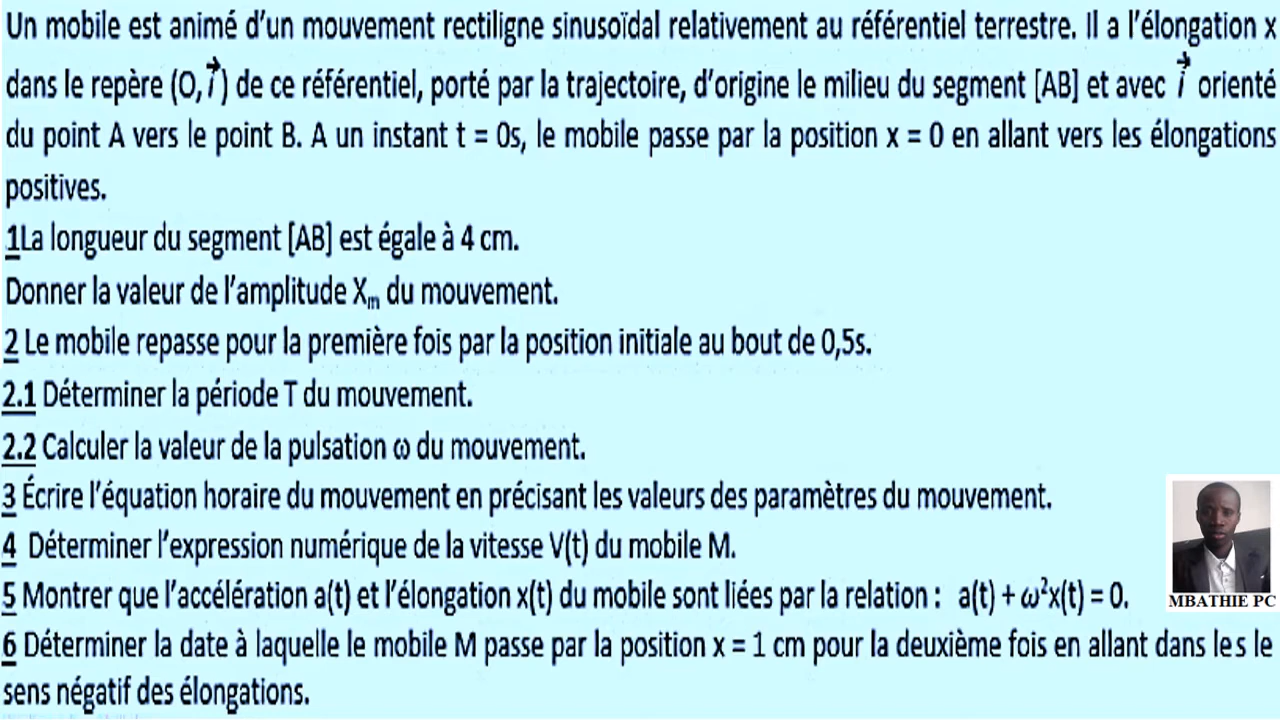 Un mobile est animé d'un mouvement rectiligne sinusoïdal relativement au référentiel terrestre. Il a l'élongation x
dans le repère (O, i⃗) de ce référentiel, porté par la trajectoire, d'origine le milieu du segment [AB] et avec i⃗ orienté
du point A vers le point B. A un instant t = 0s, le mobile passe par la position x = 0 en allant vers les élongations
positives.
1La longueur du segment [AB] est égale à 4 cm.
Donner la valeur de l'amplitude Xₘ du mouvement.
2 Le mobile repasse pour la première fois par la position initiale au bout de 0,5s.
2.1 Déterminer la période T du mouvement.
2.2 Calculer la valeur de la pulsation ω du mouvement.
3 Écrire l'équation horaire du mouvement en précisant les valeurs des paramètres du mouvement.
4 Déterminer l'expression numérique de la vitesse V(t) du mobile M.
5 Montrer que l'accélération a(t) et l'élongation x(t) du mobile sont liées par la relation : a(t) + ω²x(t) = 0.
MBATHIE PC
6 Déterminer la date à laquelle le mobile M passe par la position x = 1 cm pour la deuxième fois en allant dans les le
sens négatif des élongations.